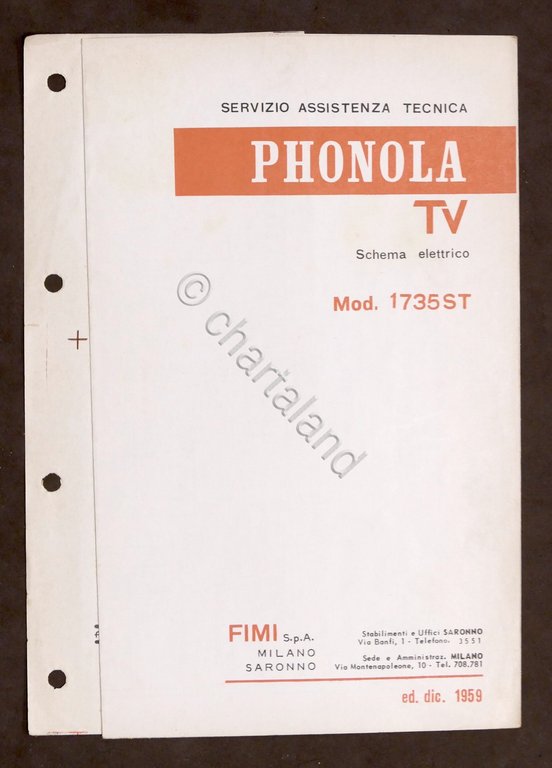 SERVIZIO ASSISTENZA TECNICA
PHONOLA
TV
Schema elettrico
Mod. 1735ST
© chartaland
FIMI S.p.A.
MILANO
SARONNO
Stabilimenti e Uffici SARONNO
Via Banfi, 1 - Telefono. 3551
Sede e Amministraz. MILANO
Via Montenapoleone, 10 - Tel. 708.781
ed. dic. 1959